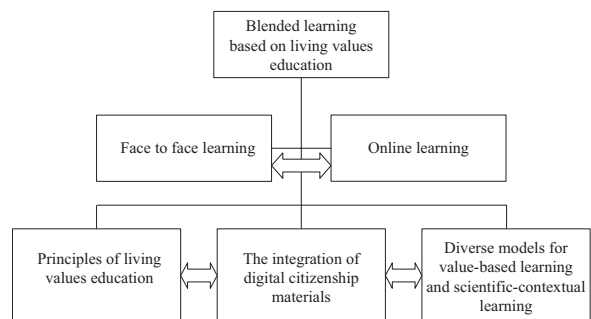 Blended learning
based on living values
education
Face to face learning
Online learning
Principles of living
values education
The integration of
digital citizenship
materials
Diverse models for
value-based learning
and scientific-contextual
learning